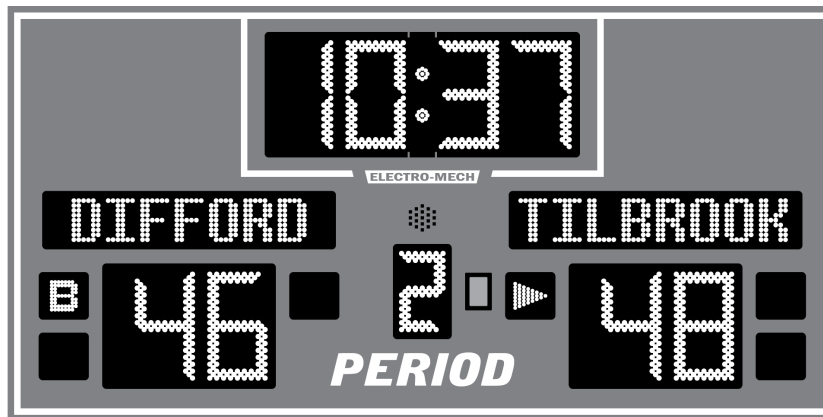 10:37
ELECTRO-MECH
DIFFORD TILBROOK
B 46 2 48
PERIOD